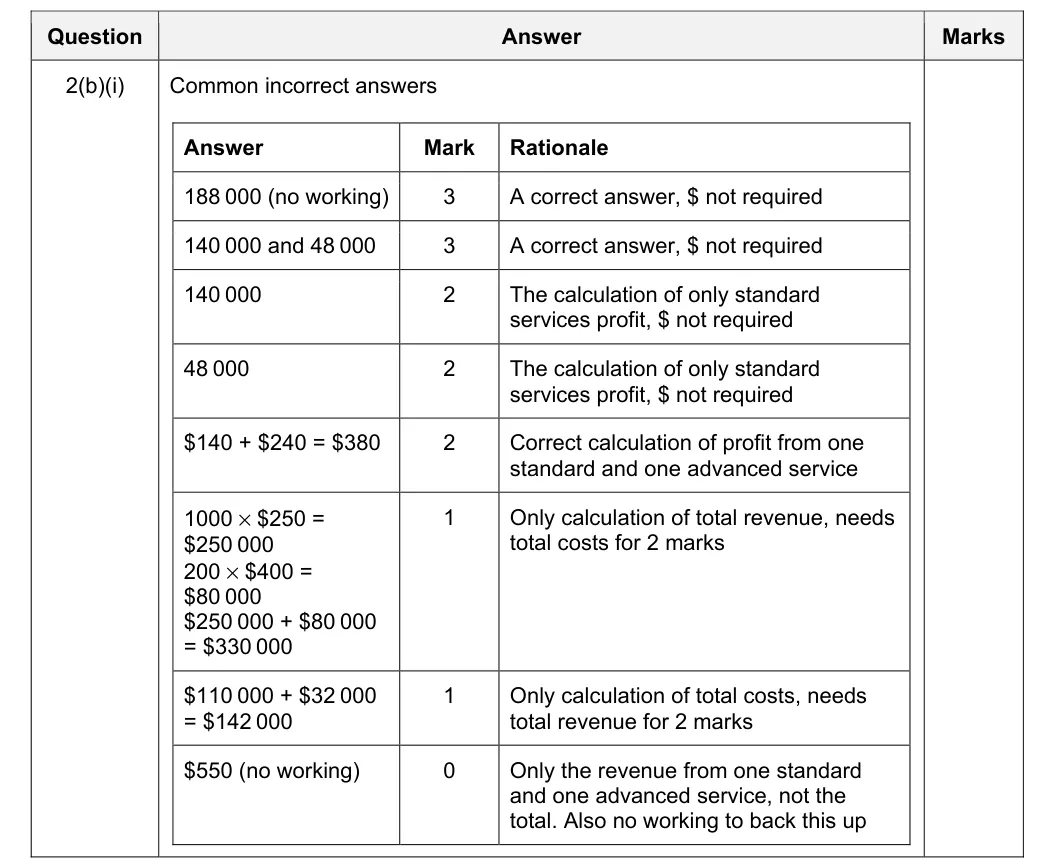 Question Answer Marks
2(b)(i) Common incorrect answers
Answer Mark Rationale
188 000 (no working) 3 A correct answer, $ not required
140 000 and 48 000 3 A correct answer, $ not required
140 000 2 The calculation of only standard
services profit, $ not required
48 000 2 The calculation of only standard
services profit, $ not required
$140 + $240 = $380 2 Correct calculation of profit from one
standard and one advanced service
1000 × $250 = 1 Only calculation of total revenue, needs
$250 000 total costs for 2 marks
200 × $400 =
$80 000
$250 000 + $80 000
= $330 000
$110 000 + $32 000 1 Only calculation of total costs, needs
= $142 000 total revenue for 2 marks
$550 (no working) 0 Only the revenue from one standard
and one advanced service, not the
total. Also no working to back this up